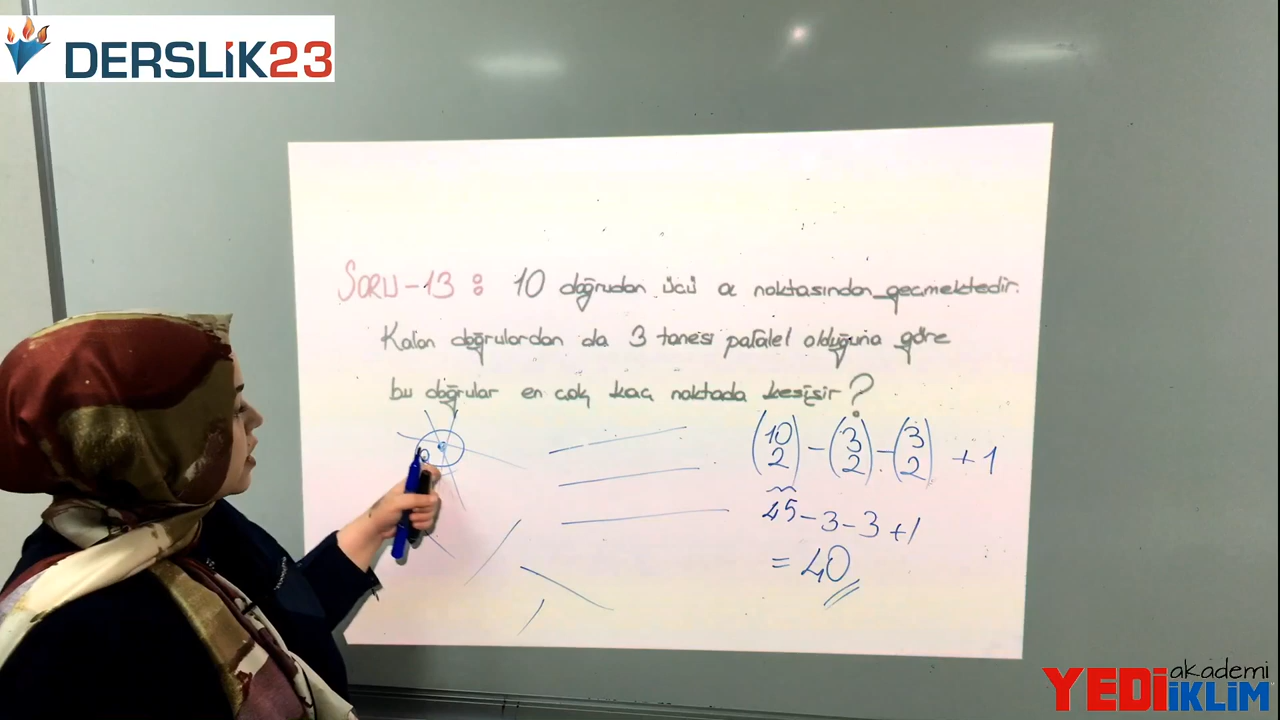 DERSLİK23
SORU-13 : 10 doğrudan üçü a noktasından geçmektedir.
Kalan doğrulardan da 3 tanesi paralel olduğuna göre
bu doğrular en çok kaç noktada kesişir?
(10 2) - (3 2) - (3 2) + 1
45-3-3+1
= 40
YEDİ İKLİM akademi